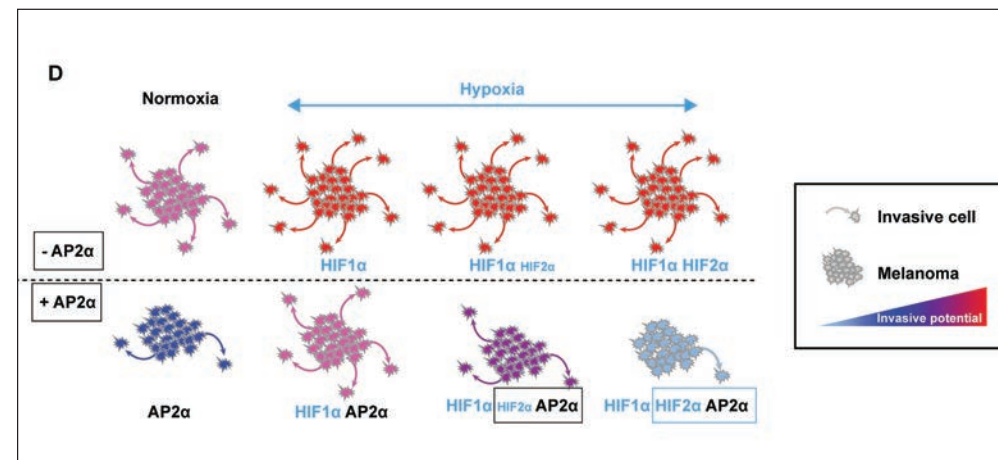 D
Normoxia
Hypoxia
- AP2α
HIF1α
HIF1α HIF2α
HIF1α HIF2α
+ AP2α
AP2α
HIF1α AP2α
HIF1α HIF2α AP2α
HIF1α HIF2α AP2α
Invasive cell
Melanoma
Invasive potential